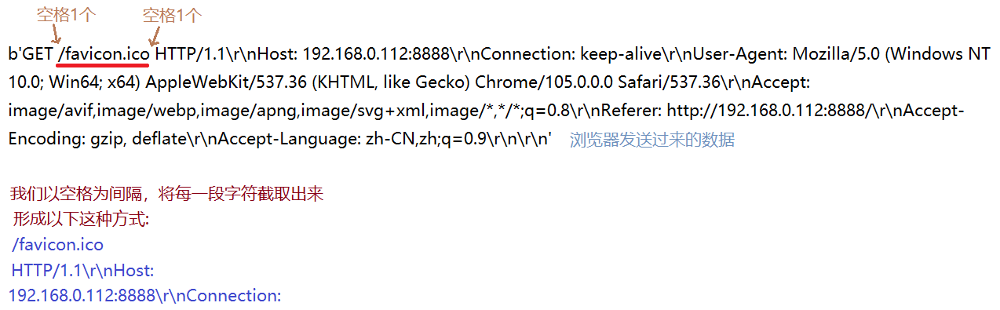 空格1个 空格1个
b'GET /favicon.ico HTTP/1.1\r\nHost: 192.168.0.112:8888\r\nConnection: keep-alive\r\nUser-Agent: Mozilla/5.0 (Windows NT
10.0; Win64; x64) AppleWebKit/537.36 (KHTML, like Gecko) Chrome/105.0.0.0 Safari/537.36\r\nAccept:
image/avif,image/webp,image/apng,image/svg+xml,image/*,*/*;q=0.8\r\nReferer: http://192.168.0.112:8888/\r\nAccept-
Encoding: gzip, deflate\r\nAccept-Language: zh-CN,zh;q=0.9\r\n\r\n' 浏览器发送过来的数据
我们以空格为间隔，将每一段字符截取出来
形成以下这种方式:
/favicon.ico
HTTP/1.1\r\nHost:
192.168.0.112:8888\r\nConnection: